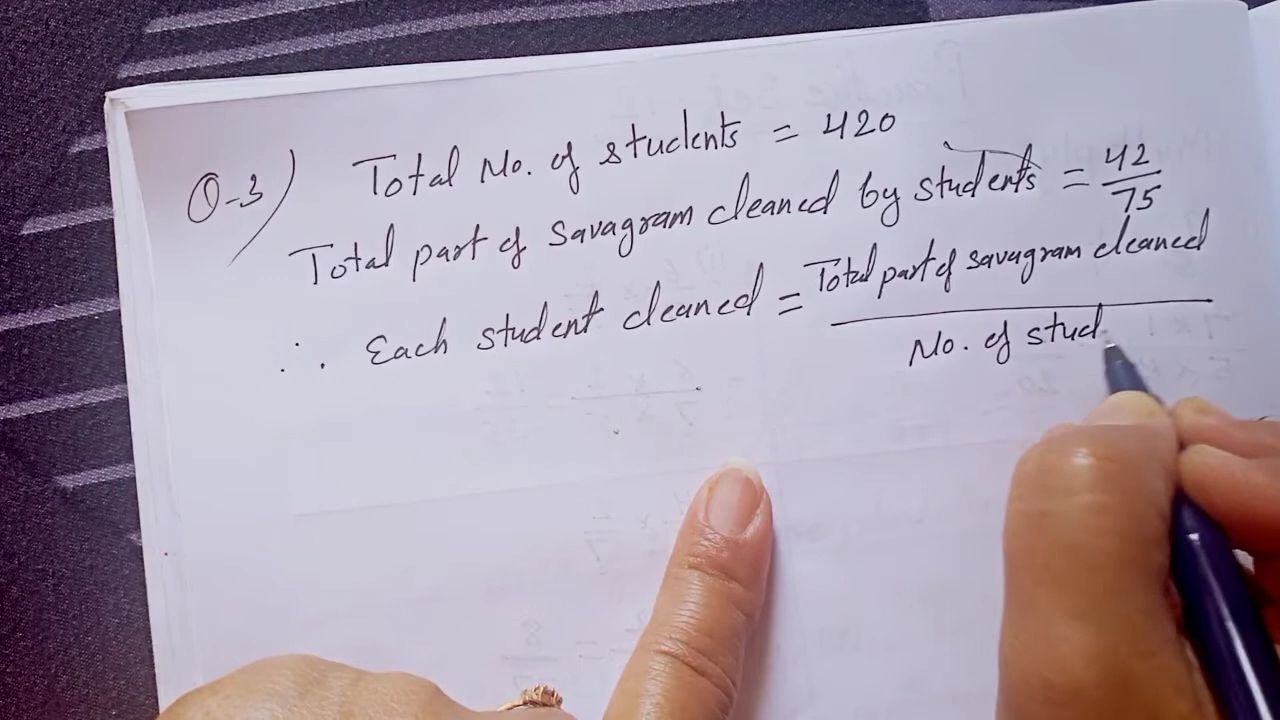 Q-3) Total No. of students = 420
Total part of Savagram cleaned by students = 42/75
∴ Each student cleaned = Total part of savagram cleaned
No. of stud